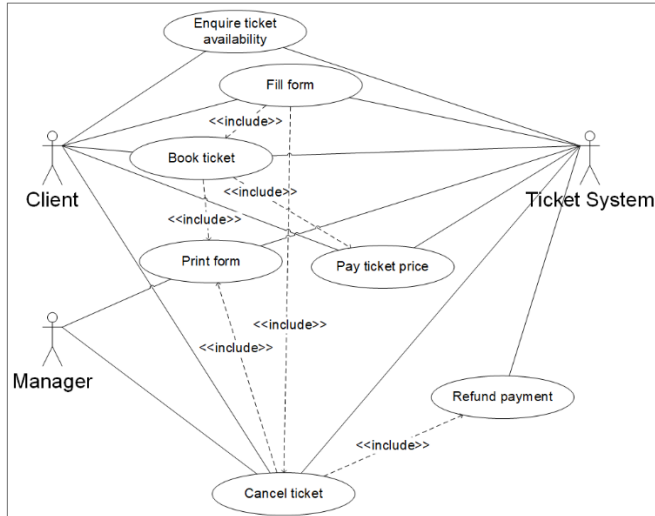 Enquire ticket
availability
Fill form
<<include>>
Book ticket
Client
Ticket System
<<include>>
<<include>>
Print form
Pay ticket price
<<include>>
<<include>>
Manager
Refund payment
<<include>>
Cancel ticket